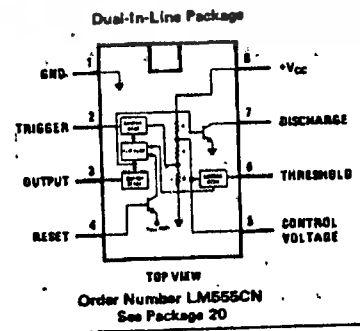 Dual-In-Line Package
1
GND.
8
+VCC
2
TRIGGER
7
DISCHARGE
3
OUTPUT
6
THRESHOLD
4
RESET
5
CONTROL
VOLTAGE
TOP VIEW
Order Number LM555CN
See Package 20